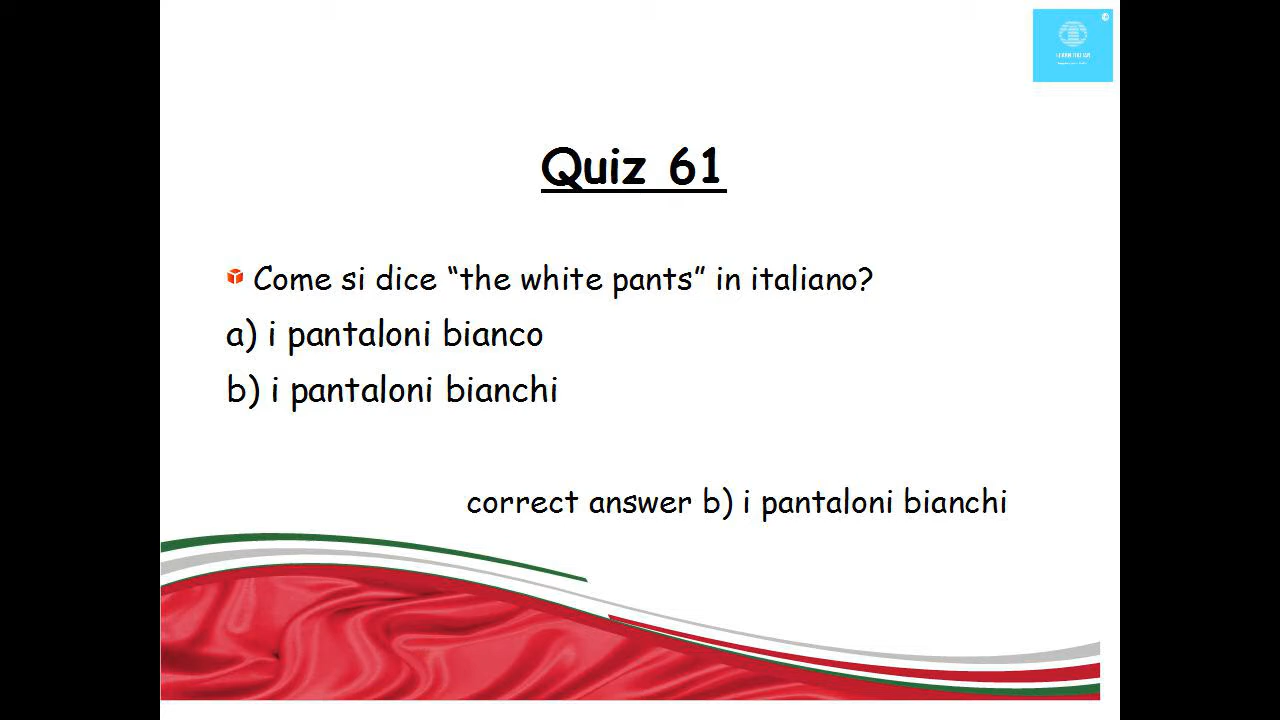 Quiz 61
Come si dice “the white pants” in italiano?
a) i pantaloni bianco
b) i pantaloni bianchi
correct answer b) i pantaloni bianchi